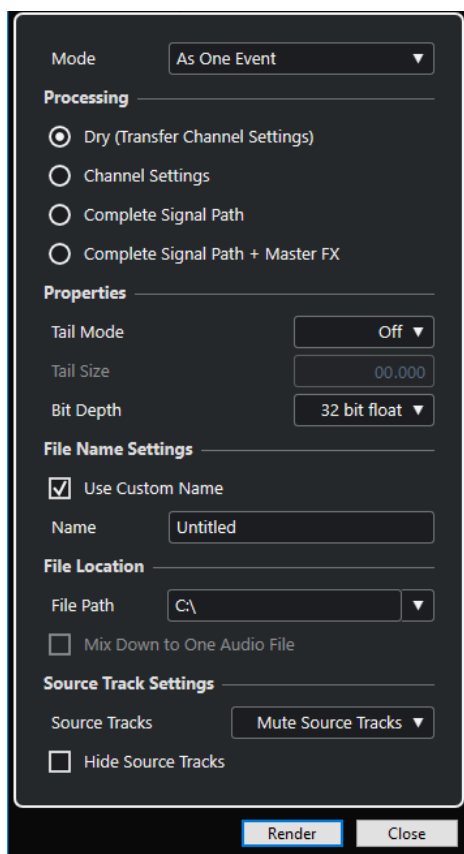 Mode As One Event
Processing
Dry (Transfer Channel Settings)
Channel Settings
Complete Signal Path
Complete Signal Path + Master FX
Properties
Tail Mode Off
Tail Size 00.000
Bit Depth 32 bit float
File Name Settings
Use Custom Name
Name Untitled
File Location
File Path C:\
Mix Down to One Audio File
Source Track Settings
Source Tracks Mute Source Tracks
Hide Source Tracks
Render Close